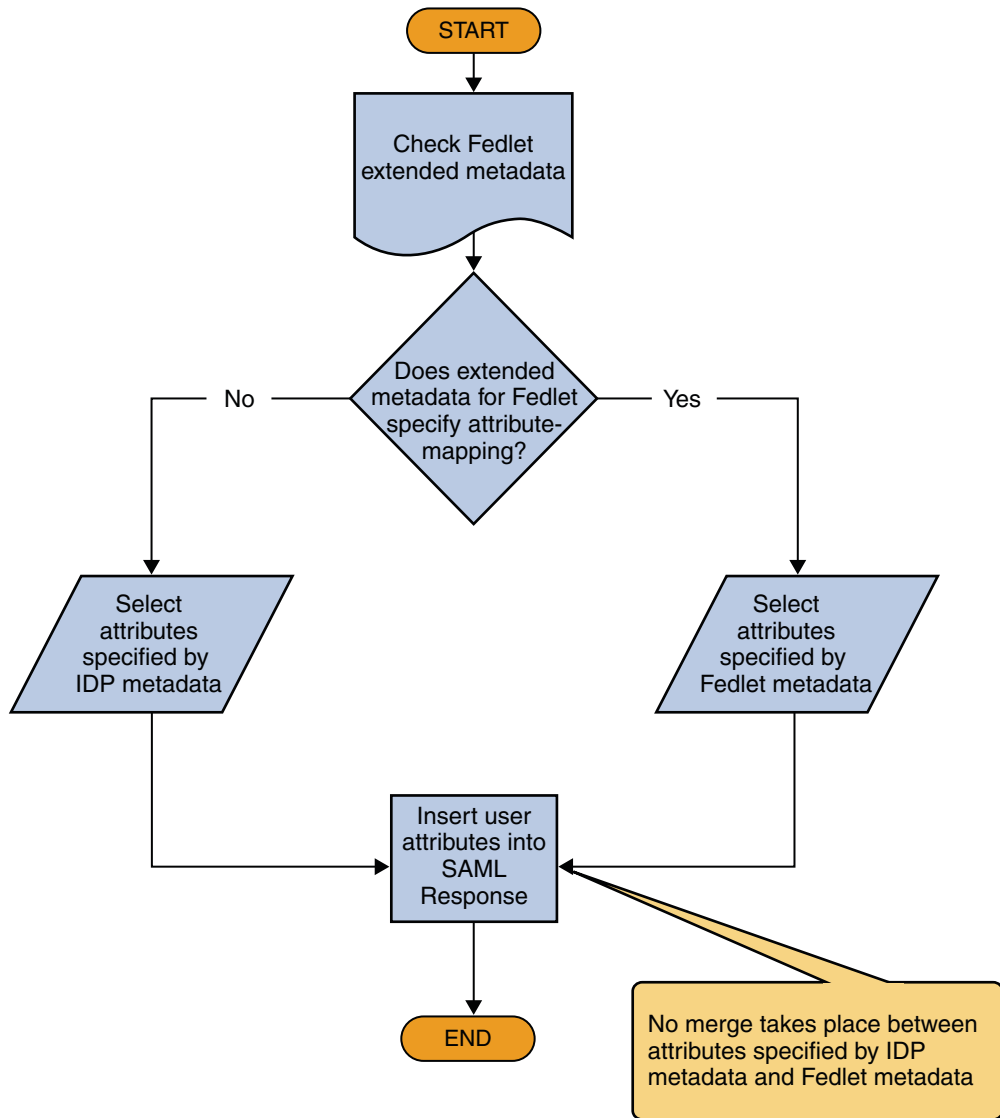 START
Check Fedlet
extended metadata
Does extended
metadata for Fedlet
specify attribute-
mapping?
No
Yes
Select
attributes
specified by
IDP metadata
Select
attributes
specified by
Fedlet metadata
Insert user
attributes into
SAML
Response
END
No merge takes place between
attributes specified by IDP
metadata and Fedlet metadata